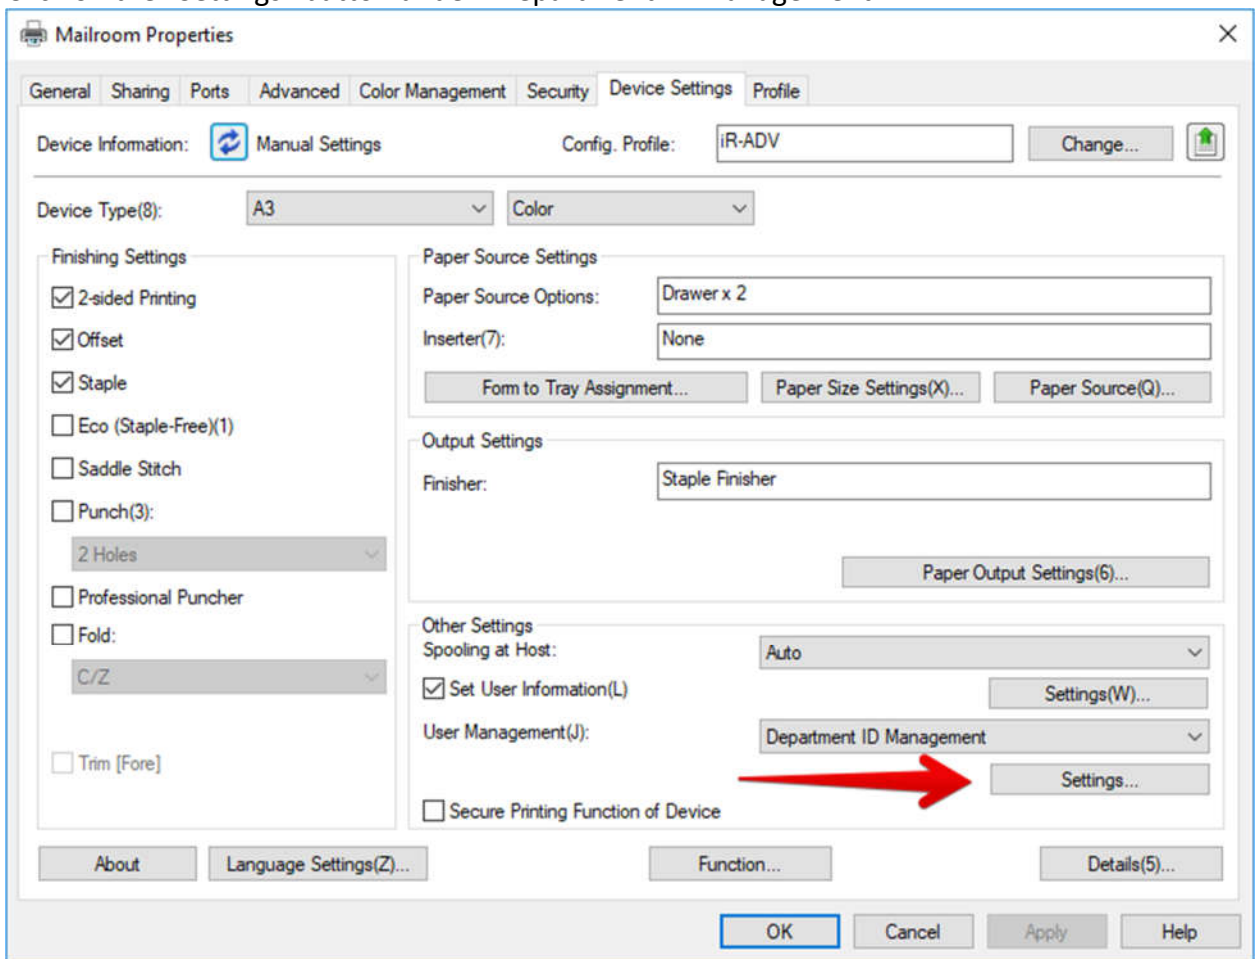 Mailroom Properties
General Sharing Ports Advanced Color Management Security Device Settings Profile
Device Information: Manual Settings Config. Profile: iR-ADV Change...
Device Type(8): A3 Color
Finishing Settings
2-sided Printing
Offset
Staple
Eco (Staple-Free)(1)
Saddle Stitch
Punch(3):
2 Holes
Professional Puncher
Fold:
C/Z
Trim [Fore]
Paper Source Settings
Paper Source Options: Drawer x 2
Inserter(7): None
Form to Tray Assignment... Paper Size Settings(X)... Paper Source(Q)...
Output Settings
Finisher: Staple Finisher
Paper Output Settings(6)...
Other Settings
Spooling at Host: Auto
Set User Information(L) Settings(W)...
User Management(J): Department ID Management
Settings...
Secure Printing Function of Device
About Language Settings(Z)... Function... Details(5)...
OK Cancel Apply Help